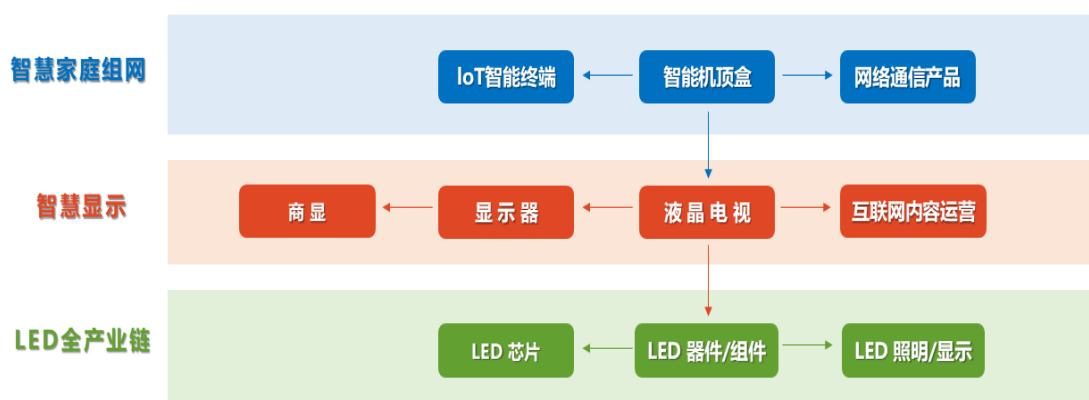 智慧家庭组网
IoT智能终端
智能机顶盒
网络通信产品
智慧显示
商 显
显 示 器
液 晶 电 视
互联网内容运营
LED全产业链
LED 芯片
LED 器件/组件
LED 照明/显示